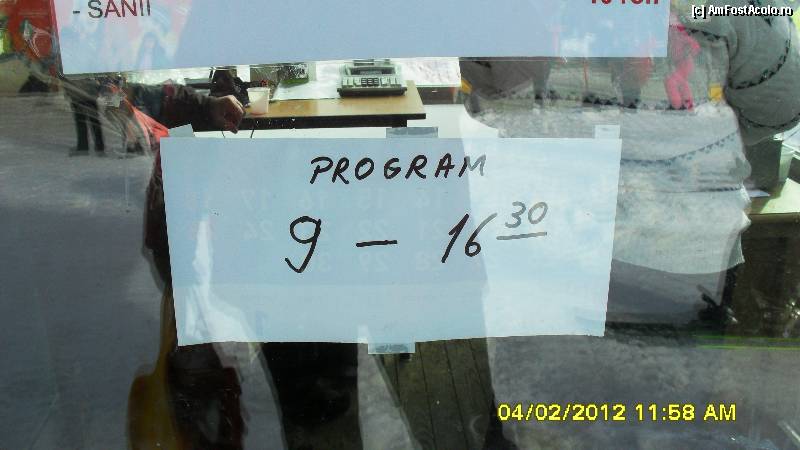 [c] AmFostAcolo.ro
- SANII
PROGRAM
9 - 16 30
04/02/2012 11:58 AM